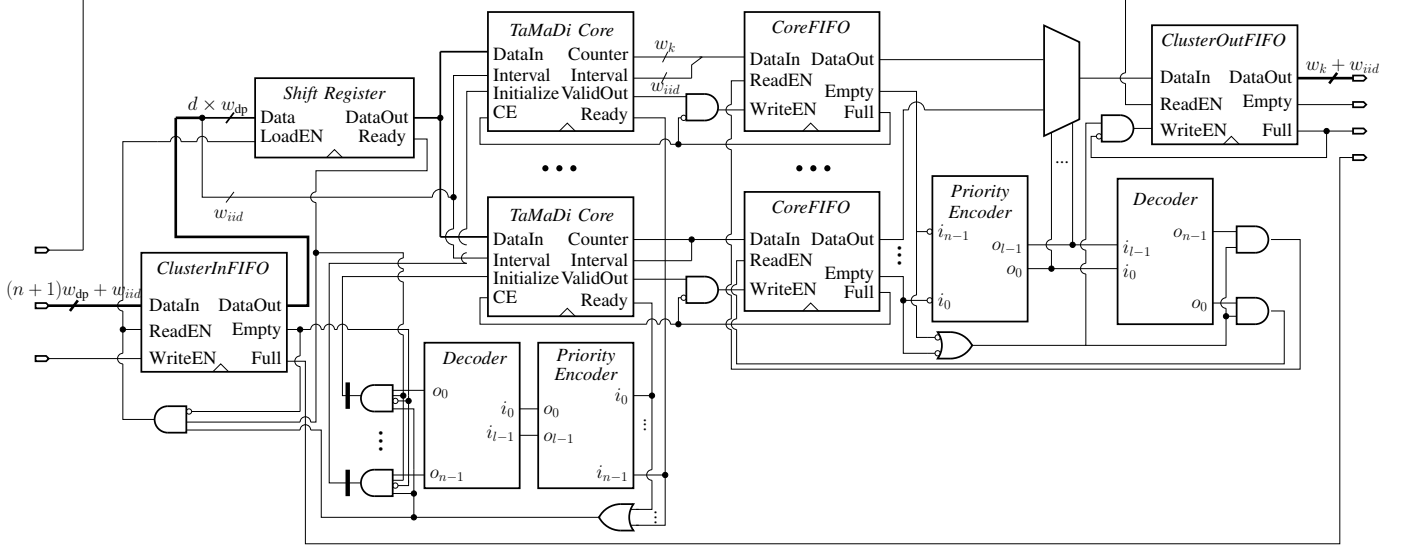 TaMaDi Core
DataIn Counter
Interval Interval
Initialize ValidOut
CE Ready
w_k
w_iid
CoreFIFO
DataIn DataOut
ReadEN
Empty
WriteEN Full
ClusterOutFIFO
DataIn DataOut
ReadEN Empty
WriteEN Full
w_k + w_iid
d × w_dp
Shift Register
Data DataOut
LoadEN Ready
w_iid
...
...
...
TaMaDi Core
DataIn Counter
Interval Interval
Initialize ValidOut
CE Ready
CoreFIFO
DataIn DataOut
ReadEN
Empty
WriteEN Full
...
Priority
Encoder
i_{n−1}
o_{l−1}
o_0
i_0
Decoder
o_{n−1}
i_{l−1}
i_0
o_0
(n + 1)w_dp + w_iid
ClusterInFIFO
DataIn DataOut
ReadEN Empty
WriteEN Full
Decoder
o_0
i_0
i_{l−1}
o_{n−1}
...
Priority
Encoder
i_0
o_0
o_{l−1}
...
i_{n−1}
...